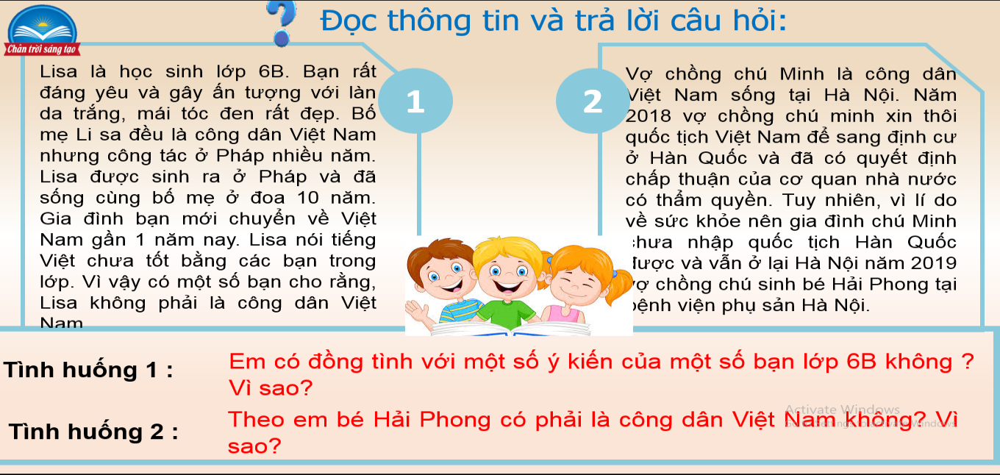 Đọc thông tin và trả lời câu hỏi:
Chân trời sáng tạo
Lisa là học sinh lớp 6B. Bạn rất
đáng yêu và gây ấn tượng với làn
da trắng, mái tóc đen rất đẹp. Bố
mẹ Li sa đều là công dân Việt Nam
nhưng công tác ở Pháp nhiều năm.
Lisa được sinh ra ở Pháp và đã
sống cùng bố mẹ ở đoa 10 năm.
Gia đình bạn mới chuyển về Việt
Nam gần 1 năm nay. Lisa nói tiếng
Việt chưa tốt bằng các bạn trong
lớp. Vì vậy có một số bạn cho rằng,
Lisa không phải là công dân Việt
Nam
1
2
Vợ chồng chú Minh là công dân
Việt Nam sống tại Hà Nội. Năm
2018 vợ chồng chú minh xin thôi
quốc tịch Việt Nam để sang định cư
ở Hàn Quốc và đã có quyết định
chấp thuận của cơ quan nhà nước
có thẩm quyền. Tuy nhiên, vì lí do
về sức khỏe nên gia đình chú Minh
chưa nhập quốc tịch Hàn Quốc
được và vẫn ở lại Hà Nội năm 2019
vợ chồng chú sinh bé Hải Phong tại
bệnh viện phụ sản Hà Nội.
Tình huống 1 :
Em có đồng tình với một số ý kiến của một số bạn lớp 6B không ?
Vì sao?
Tình huống 2 :
Theo em bé Hải Phong có phải là công dân Việt Nam không? Vì
sao?
Activate Windows
Go to Settings to activate Windows.